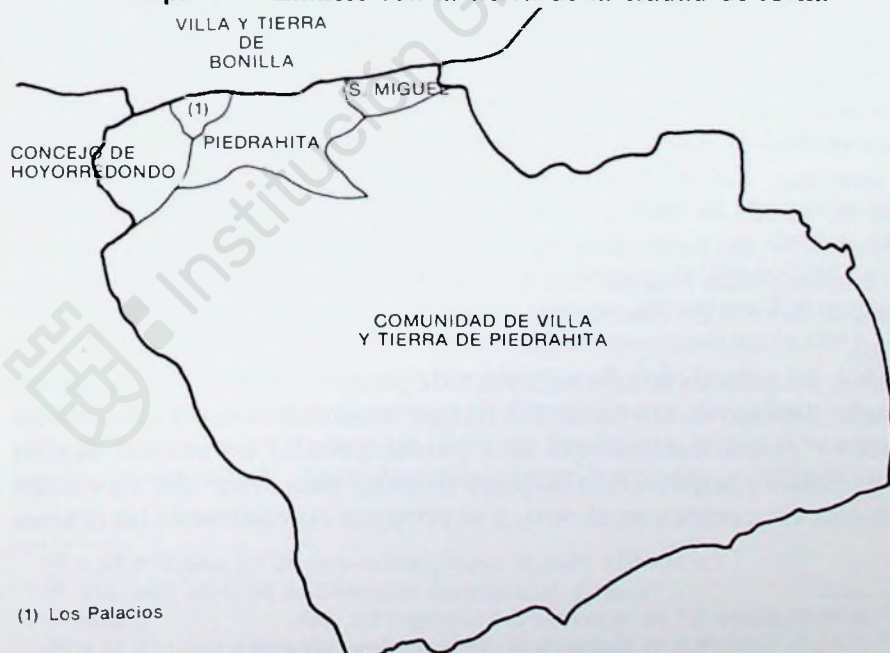 VILLA Y TIERRA
DE
BONILLA
(1)
S. MIGUEL
PIEDRAHITA
CONCEJO DE
HOYORREDONDO
COMUNIDAD DE VILLA
Y TIERRA DE PIEDRAHITA
(1) Los Palacios
Institución G